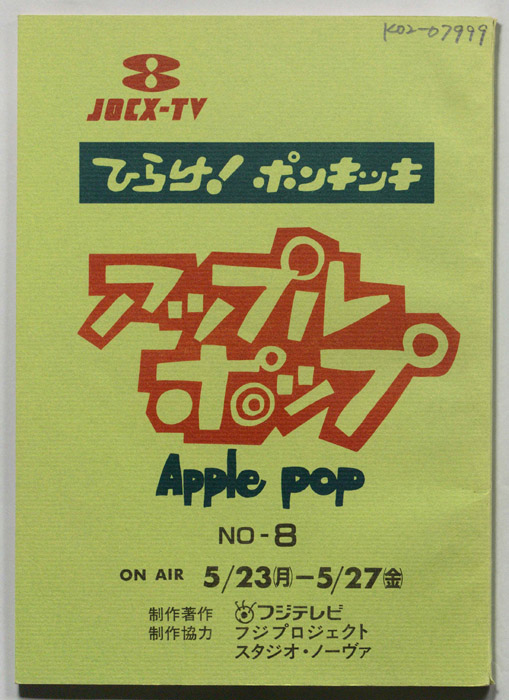 K02-07999
JOCX-TV
ひらけ!ポンキッキ
アップル
ポップ
Apple pop
NO-8
ON AIR 5/23(月)-5/27(金)
制作著作 フジテレビ
制作協力 フジプロジェクト
スタジオ・ノーヴァ